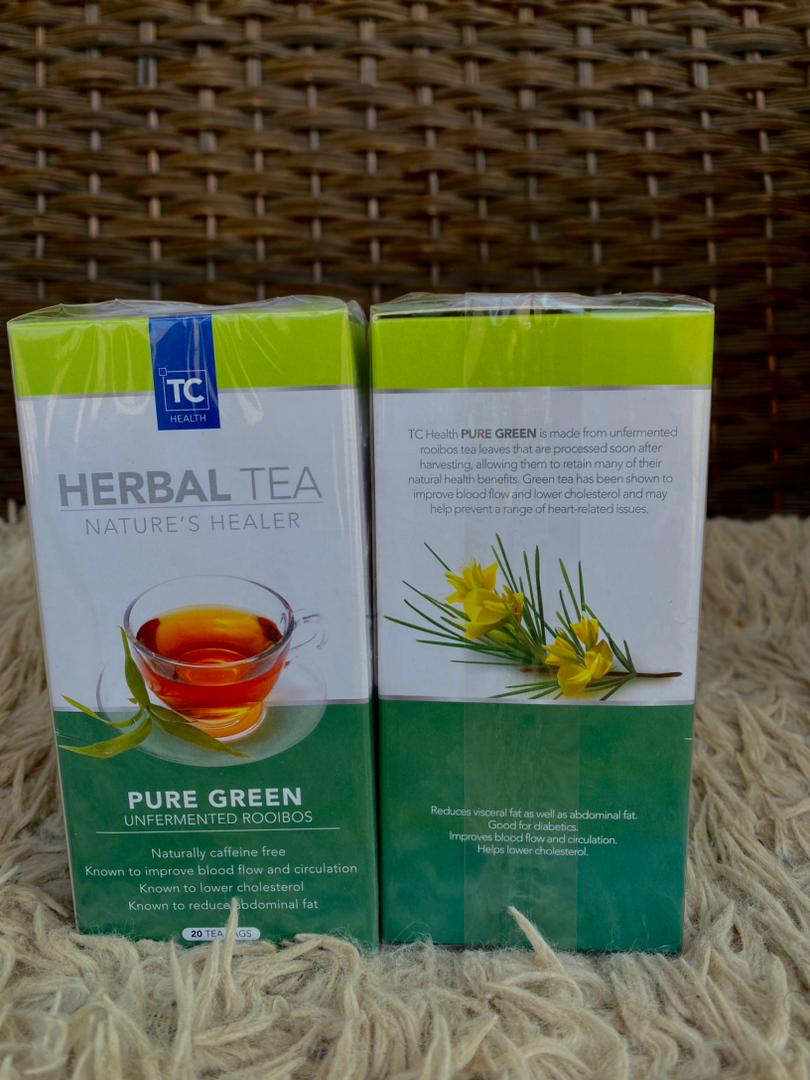 TC
HEALTH
HERBAL TEA
NATURE'S HEALER
PURE GREEN
UNFERMENTED ROOIBOS
Naturally caffeine free
Known to improve blood flow and circulation
Known to lower cholesterol
Known to reduce abdominal fat
20 TEA BAGS
TC Health PURE GREEN is made from unfermented
rooibos tea leaves that are processed soon after
harvesting, allowing them to retain many of their
natural health benefits. Green tea has been shown to
improve blood flow and lower cholesterol and may
help prevent a range of heart-related issues.
Reduces visceral fat as well as abdominal fat.
Good for diabetics.
Improves blood flow and circulation.
Helps lower cholesterol.